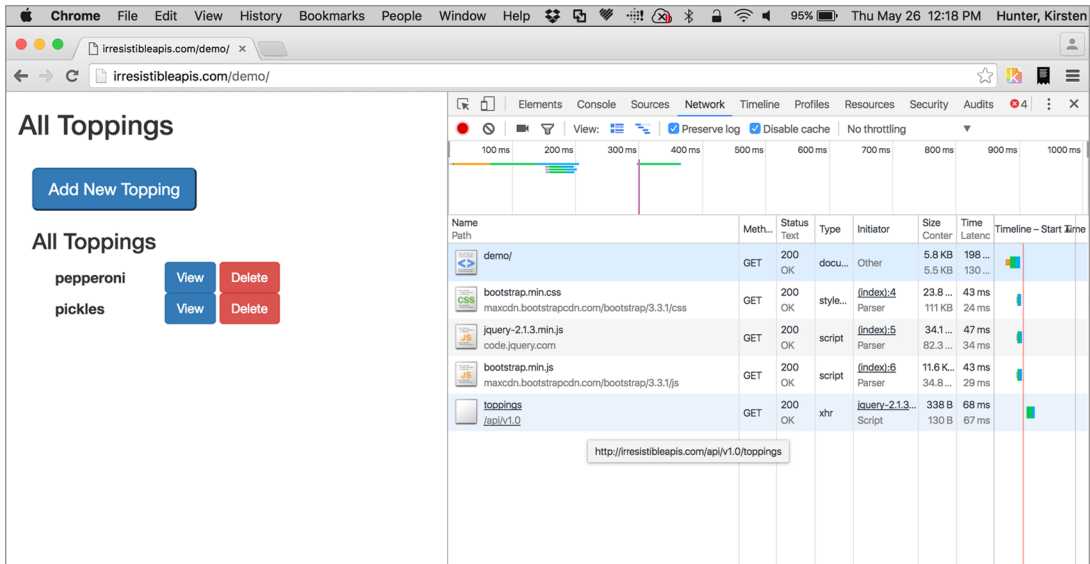 Chrome File Edit View History Bookmarks People Window Help 95% Thu May 26 12:18 PM Hunter, Kirsten
irresistibleapis.com/demo/ ×
irresistibleapis.com/demo/
All Toppings
Add New Topping
All Toppings
pepperoni View Delete
pickles View Delete
Elements Console Sources Network Timeline Profiles Resources Security Audits 4
View: Preserve log Disable cache No throttling
100 ms 200 ms 300 ms 400 ms 500 ms 600 ms 700 ms 800 ms 900 ms 1000 ms
Name Meth... Status Type Initiator Size Time Timeline – Start Time
Path Text Conter Latenc
demo/ GET 200 docu... Other 5.8 KB 198 ...
OK 5.5 KB 130 ...
bootstrap.min.css GET 200 style... (index):4 23.8 ... 43 ms
maxcdn.bootstrapcdn.com/bootstrap/3.3.1/css OK Parser 111 KB 24 ms
jquery-2.1.3.min.js GET 200 script (index):5 34.1 ... 47 ms
code.jquery.com OK Parser 82.3 ... 34 ms
bootstrap.min.js GET 200 script (index):6 11.6 K... 43 ms
maxcdn.bootstrapcdn.com/bootstrap/3.3.1/js OK Parser 34.8 ... 29 ms
toppings GET 200 xhr jquery-2.1.3... 338 B 68 ms
/api/v1.0 OK Script 130 B 67 ms
http://irresistibleapis.com/api/v1.0/toppings